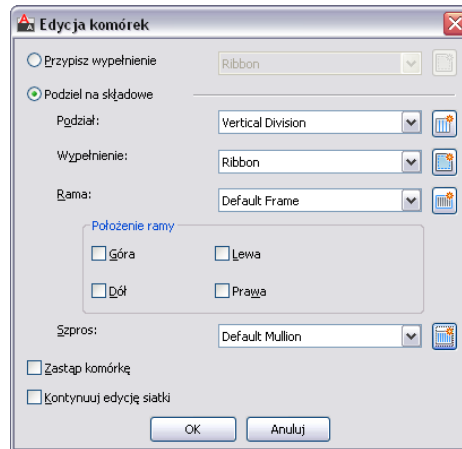 Edycja komórek
Przypisz wypełnienie Ribbon
Podziel na składowe
Podział: Vertical Division
Wypełnienie: Ribbon
Rama: Default Frame
Położenie ramy
Góra Lewa
Dół Prawa
Szpros: Default Mullion
Zastąp komórkę
Kontynuuj edycję siatki
OK Anuluj